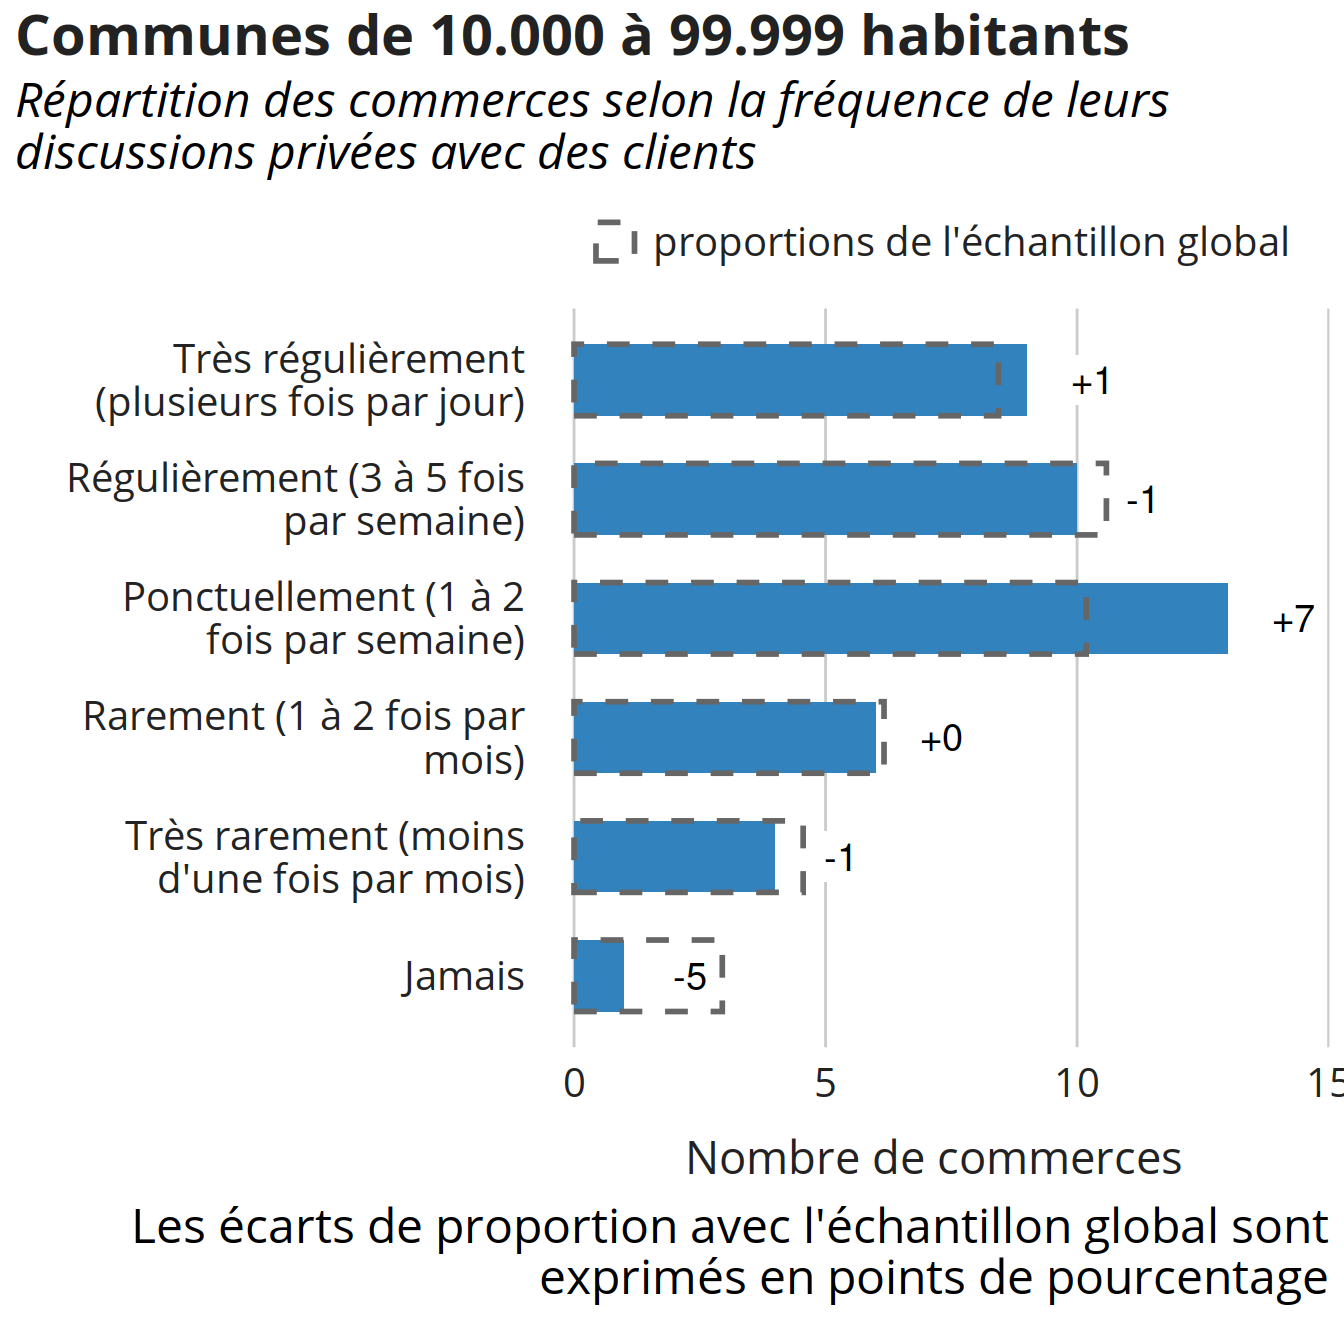 Communes de 10.000 à 99.999 habitants
Répartition des commerces selon la fréquence de leurs
discussions privées avec des clients
proportions de l'échantillon global
Très régulièrement
(plusieurs fois par jour)
+1
Régulièrement (3 à 5 fois
par semaine)
-1
Ponctuellement (1 à 2
fois par semaine)
+7
Rarement (1 à 2 fois par
mois)
+0
Très rarement (moins
d'une fois par mois)
-1
Jamais
-5
0 5 10 15
Nombre de commerces
Les écarts de proportion avec l'échantillon global sont
exprimés en points de pourcentage